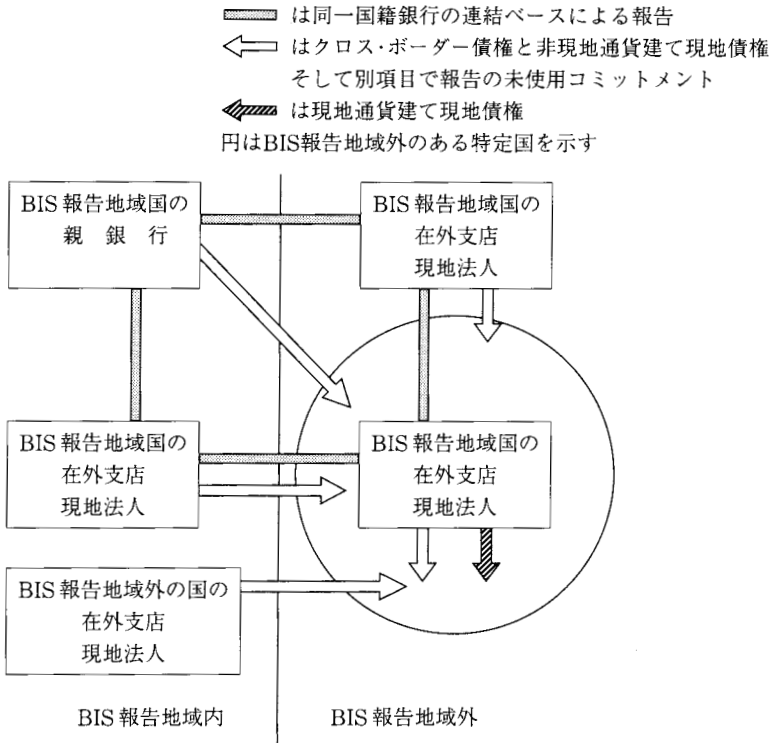 は同一国籍銀行の連結ベースによる報告
はクロス・ボーダー債権と非現地通貨建て現地債権
そして別項目で報告の未使用コミットメント
は現地通貨建て現地債権
円はBIS報告地域外のある特定国を示す
BIS報告地域国の
親　銀　行
BIS報告地域国の
在外支店
現地法人
BIS報告地域国の
在外支店
現地法人
BIS報告地域国の
在外支店
現地法人
BIS報告地域外の国の
在外支店
現地法人
BIS報告地域内
BIS報告地域外